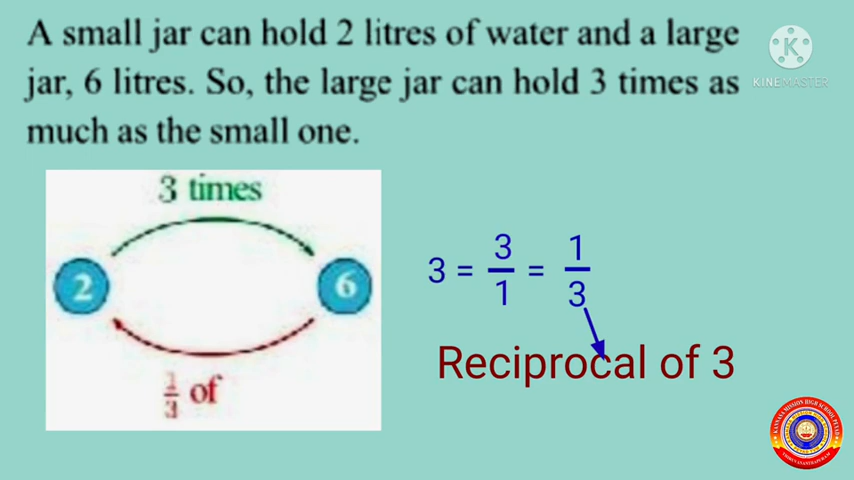 A small jar can hold 2 litres of water and a large
jar, 6 litres. So, the large jar can hold 3 times as
much as the small one.
K
KINEMASTER
3 times
2
6
1/3 of
3 = 3/1 = 1/3
Reciprocal of 3